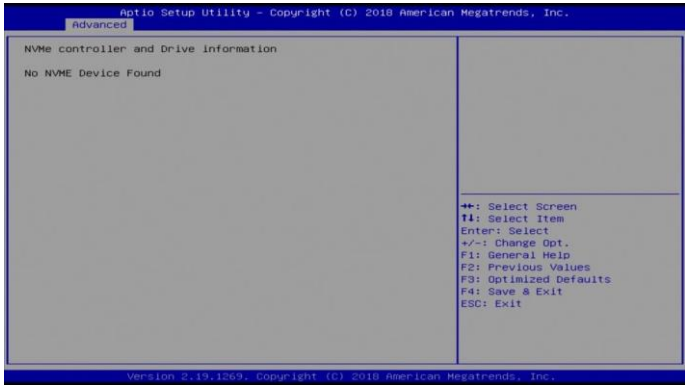 Aptio Setup Utility – Copyright (C) 2018 American Megatrends, Inc.
Advanced
NVMe controller and Drive information
No NVME Device Found
→←: Select Screen
↑↓: Select Item
Enter: Select
+/-: Change Opt.
F1: General Help
F2: Previous Values
F3: Optimized Defaults
F4: Save & Exit
ESC: Exit
Version 2.19.1269. Copyright (C) 2018 American Megatrends, Inc.